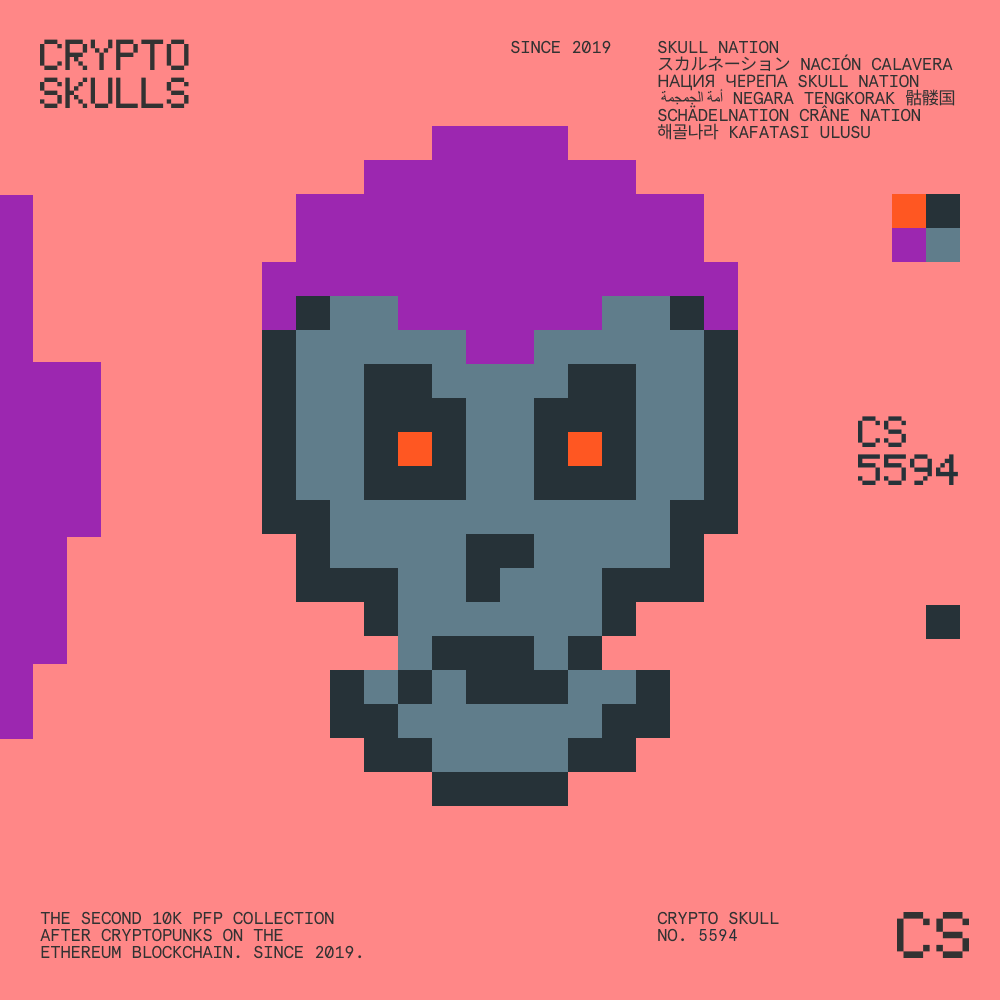 CRYPTO
SKULLS
SINCE 2019
SKULL NATION
スカルネーション NACIÓN CALAVERA
НАЦИЯ ЧЕРЕПА SKULL NATION
أمة الجمجمة NEGARA TENGKORAK 骷髅国
SCHÄDELNATION CRÂNE NATION
해골나라 KAFATASI ULUSU
CS
5594
THE SECOND 10K PFP COLLECTION
AFTER CRYPTOPUNKS ON THE
ETHEREUM BLOCKCHAIN. SINCE 2019.
CRYPTO SKULL
NO. 5594
CS